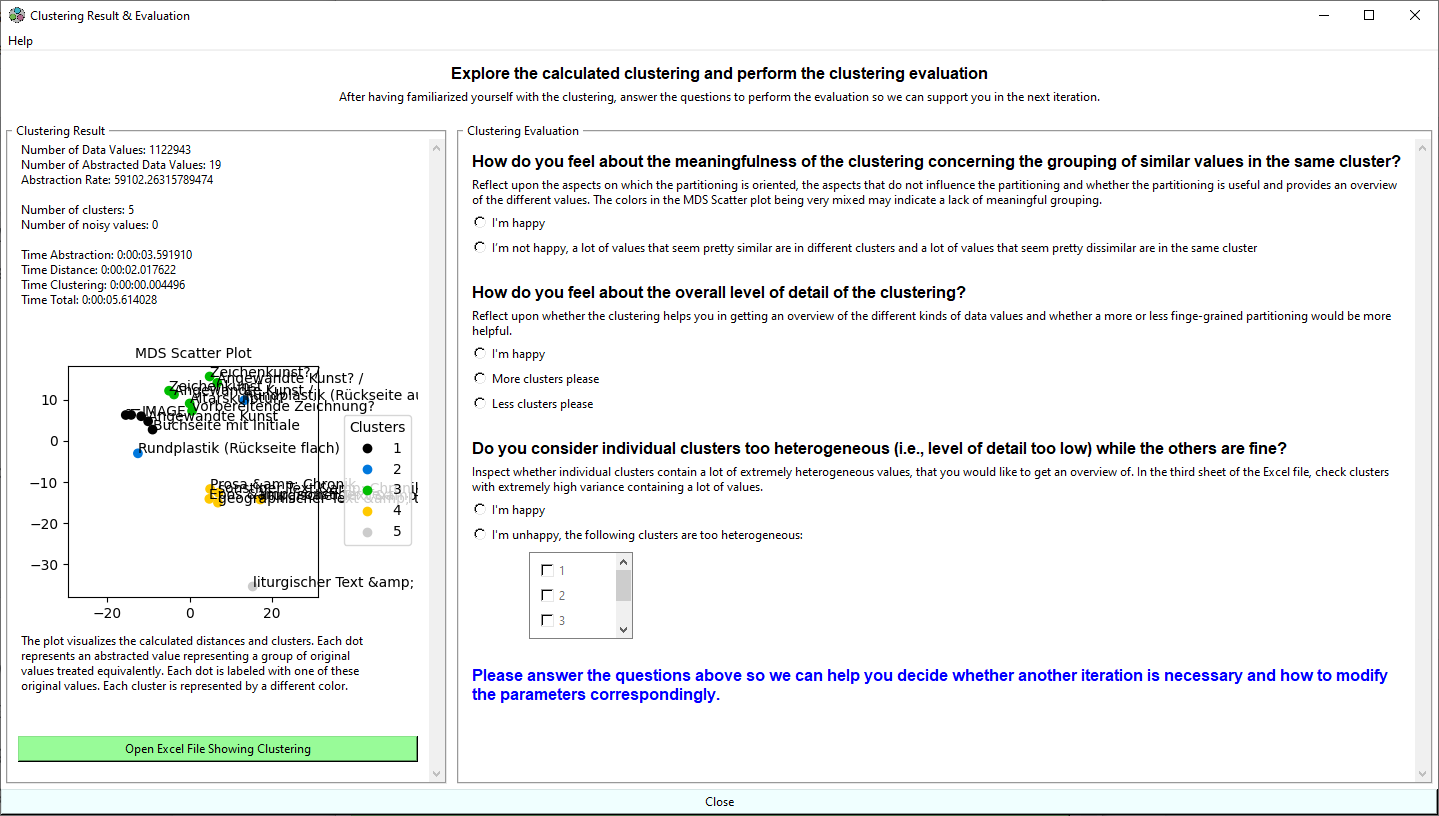 Clustering Result & Evaluation
Help
Explore the calculated clustering and perform the clustering evaluation
After having familiarized yourself with the clustering, answer the questions to perform the evaluation so we can support you in the next iteration.
Clustering Result
Number of Data Values: 1122943
Number of Abstracted Data Values: 19
Abstraction Rate: 59102.26315789474
Number of clusters: 5
Number of noisy values: 0
Time Abstraction: 0:00:03.591910
Time Distance: 0:00:02.017622
Time Clustering: 0:00:00.004496
Time Total: 0:00:05.614028
MDS Scatter Plot
Zeichenkunst? /
Angewandte Kunst? /
Zeichenkunst
Angewandte Kunst /
Rundplastik (Rückseite au
Vorbereitende Zeichnung?
IMAGE
Angewandte Kunst
Buchseite mit Initiale
Rundplastik (Rückseite flach)
Prosa &amp; Chronik
geographischer Text &amp;
liturgischer Text &amp;
10
0
−10
−20
−30
−20
0
20
Clusters
1
2
3
4
5
The plot visualizes the calculated distances and clusters. Each dot
represents an abstracted value representing a group of original
values treated equivalently. Each dot is labeled with one of these
original values. Each cluster is represented by a different color.
Open Excel File Showing Clustering
Clustering Evaluation
How do you feel about the meaningfulness of the clustering concerning the grouping of similar values in the same cluster?
Reflect upon the aspects on which the partitioning is oriented, the aspects that do not influence the partitioning and whether the partitioning is useful and provides an overview
of the different values. The colors in the MDS Scatter plot being very mixed may indicate a lack of meaningful grouping.
I'm happy
I'm not happy, a lot of values that seem pretty similar are in different clusters and a lot of values that seem pretty dissimilar are in the same cluster
How do you feel about the overall level of detail of the clustering?
Reflect upon whether the clustering helps you in getting an overview of the different kinds of data values and whether a more or less finge-grained partitioning would be more
helpful.
I'm happy
More clusters please
Less clusters please
Do you consider individual clusters too heterogeneous (i.e., level of detail too low) while the others are fine?
Inspect whether individual clusters contain a lot of extremely heterogeneous values, that you would like to get an overview of. In the third sheet of the Excel file, check clusters
with extremely high variance containing a lot of values.
I'm happy
I'm unhappy, the following clusters are too heterogeneous:
1
2
3
Please answer the questions above so we can help you decide whether another iteration is necessary and how to modify
the parameters correspondingly.
Close